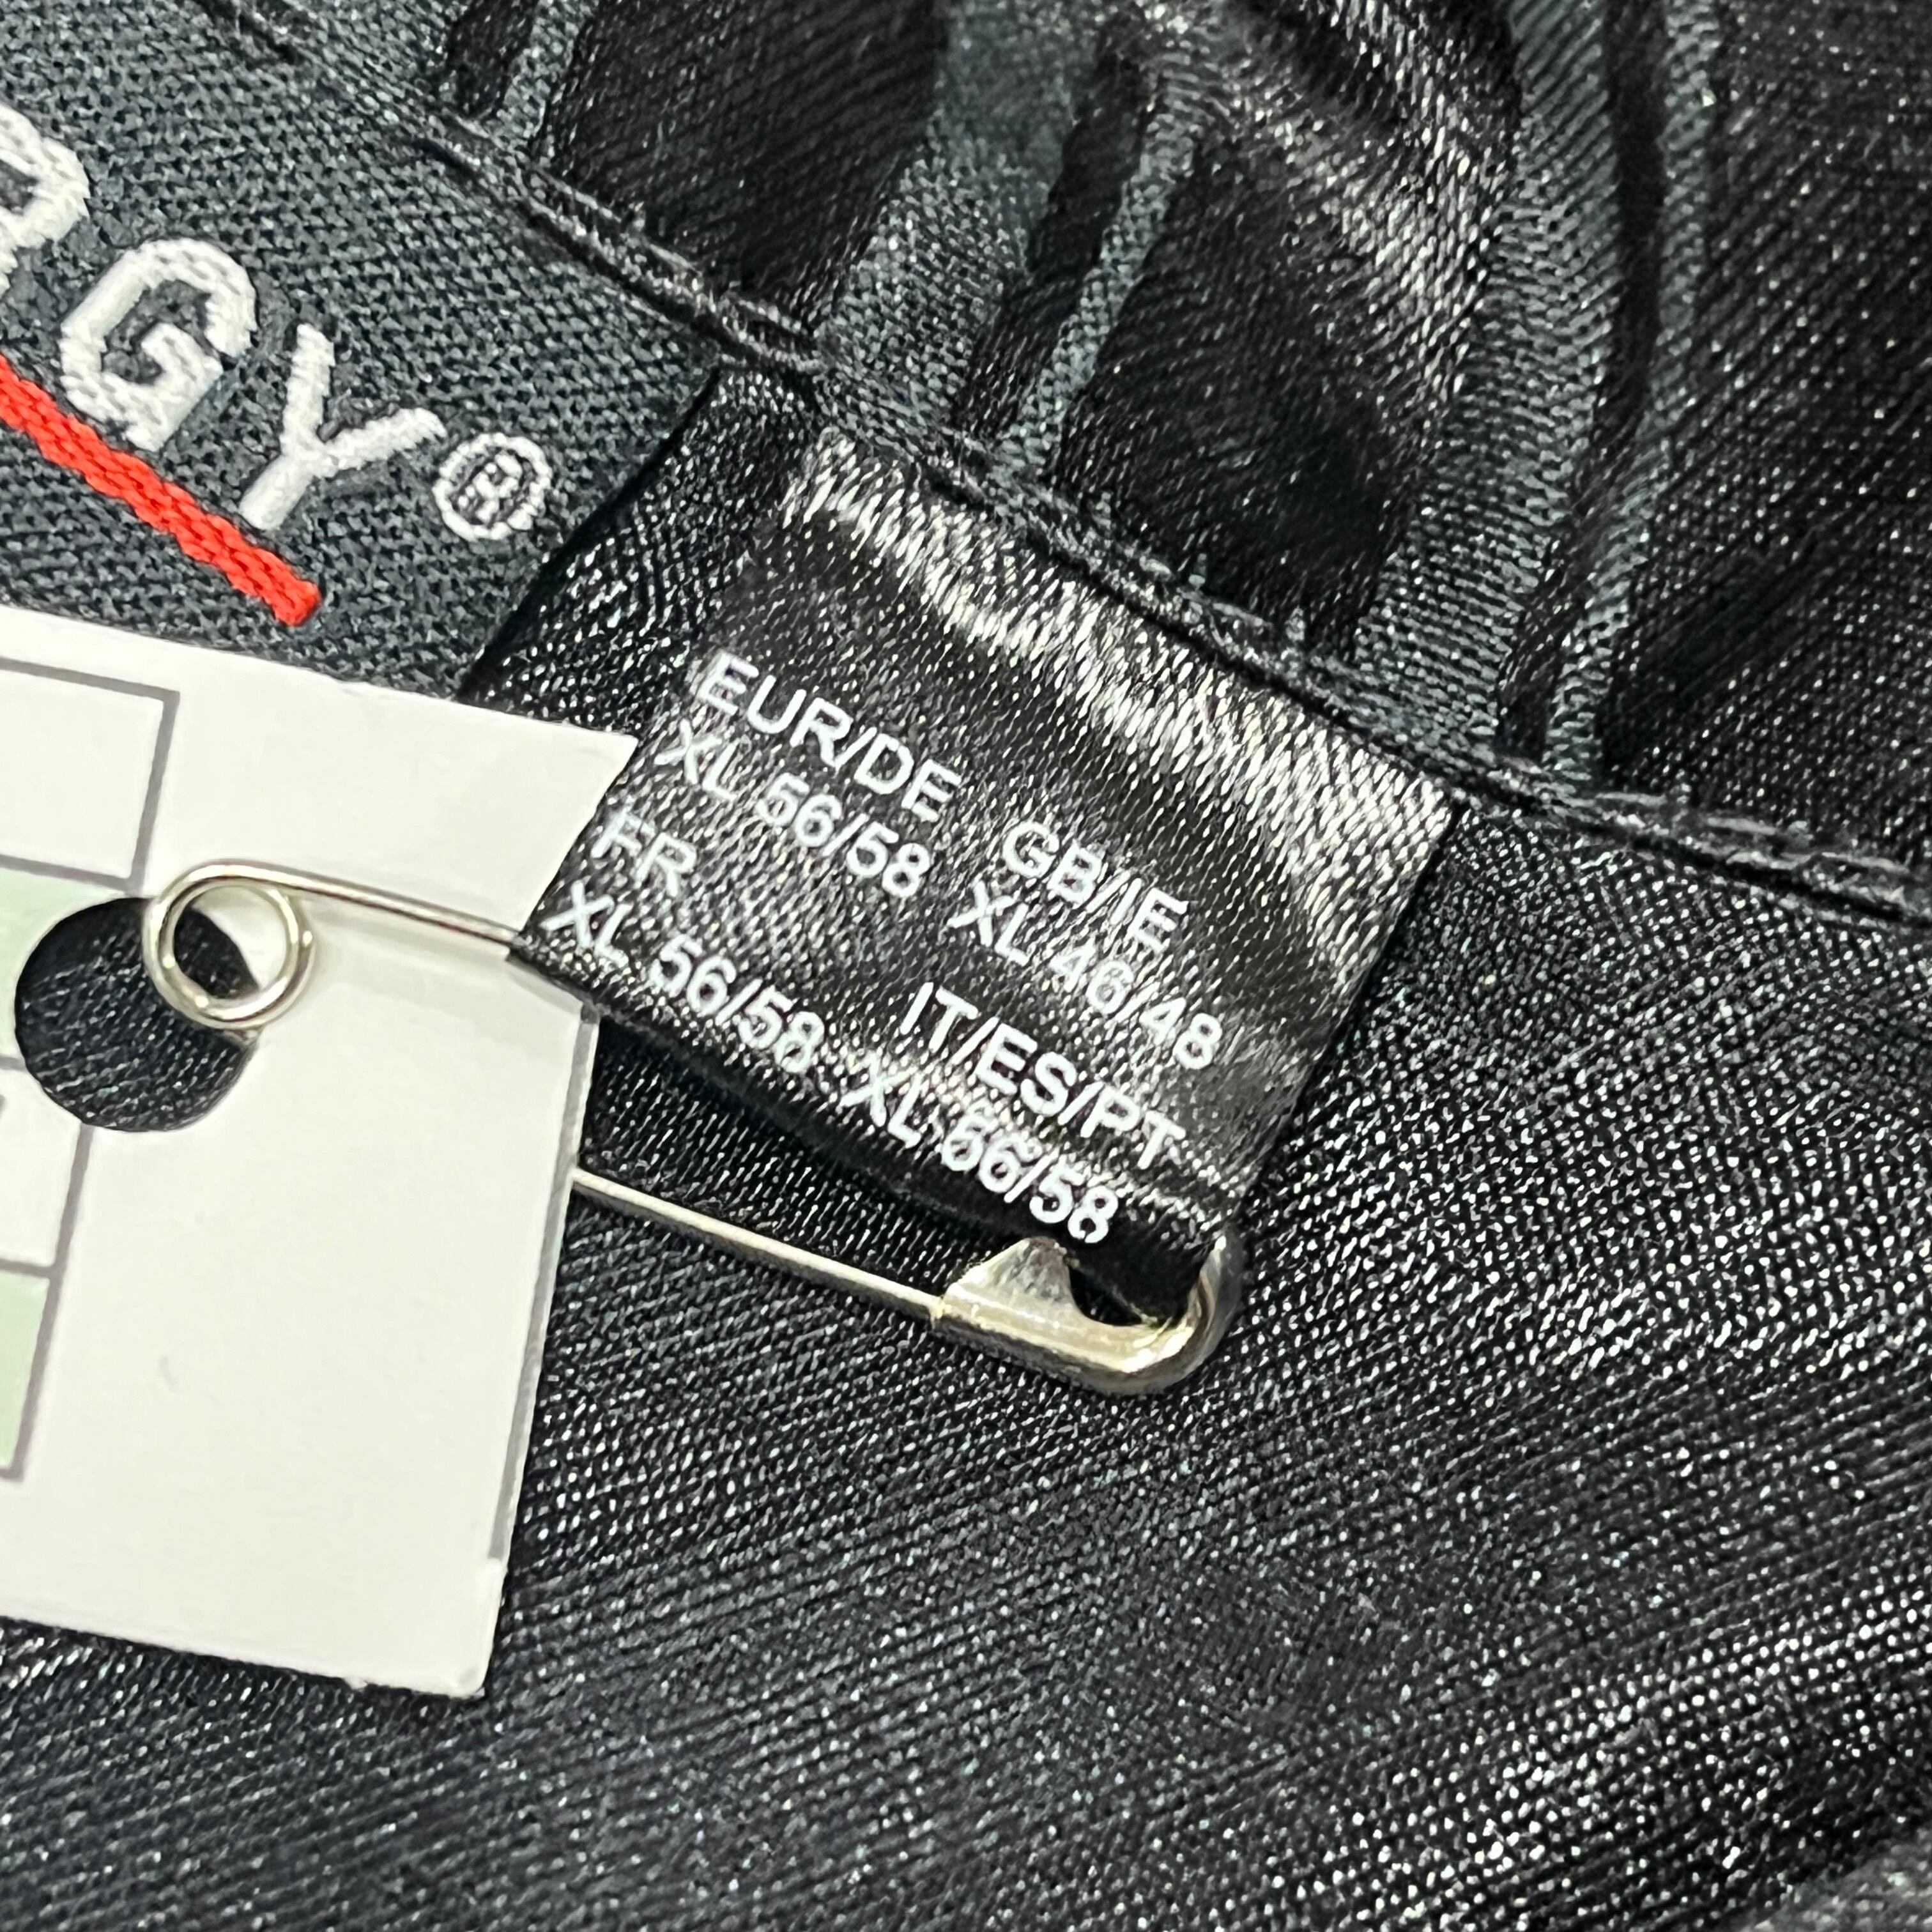 RGY®
EUR/DE GB/IE
XL 56/58 XL 46/48
FR IT/ES/PT
XL 56/58 XL 56/58